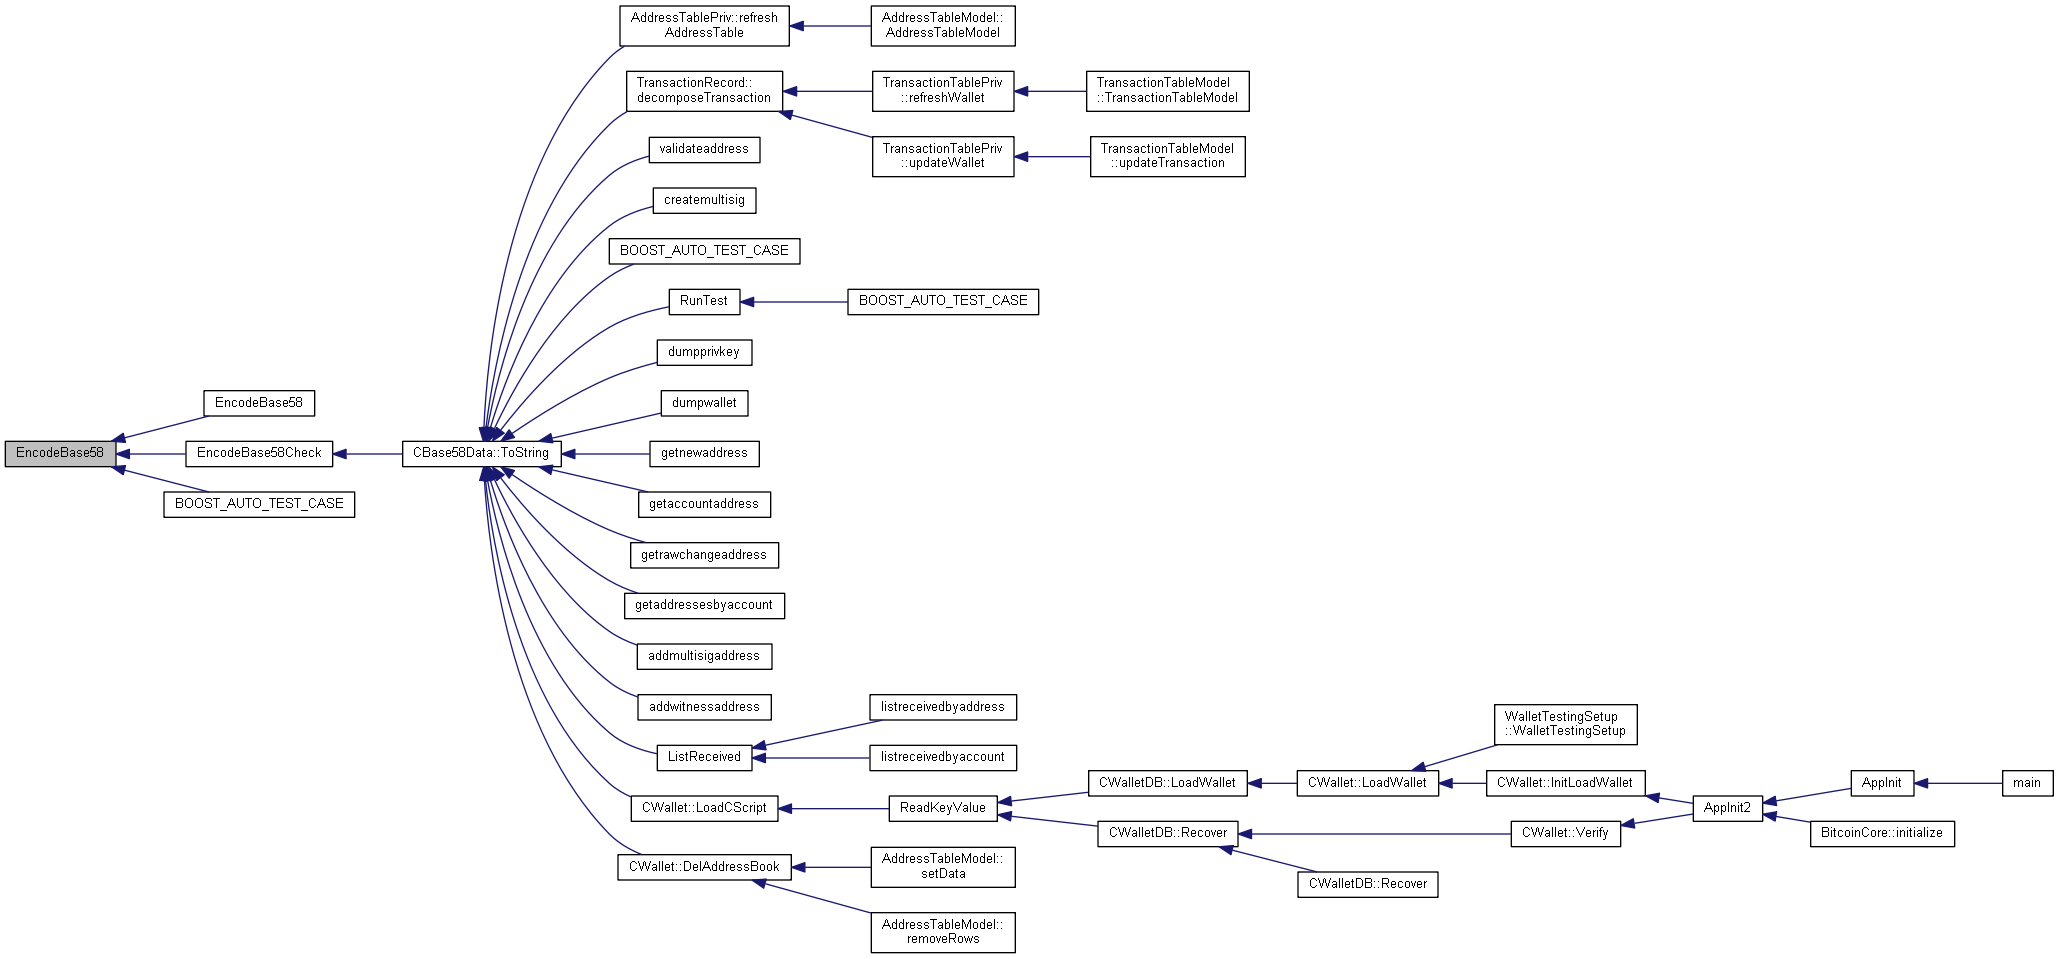 AddressTablePriv::refresh
AddressTable
AddressTableModel::
AddressTableModel
TransactionRecord::
decomposeTransaction
TransactionTablePriv
::refreshWallet
TransactionTableModel
::TransactionTableModel
TransactionTablePriv
::updateWallet
TransactionTableModel
::updateTransaction
validateaddress
createmultisig
BOOST_AUTO_TEST_CASE
RunTest
BOOST_AUTO_TEST_CASE
dumpprivkey
EncodeBase58
dumpwallet
EncodeBase58
EncodeBase58Check
CBase58Data::ToString
getnewaddress
BOOST_AUTO_TEST_CASE
getaccountaddress
getrawchangeaddress
getaddressesbyaccount
addmultisigaddress
addwitnessaddress
listreceivedbyaddress
ListReceived
listreceivedbyaccount
WalletTestingSetup
::WalletTestingSetup
CWalletDB::LoadWallet
CWallet::LoadWallet
CWallet::InitLoadWallet
AppInit
main
CWallet::LoadCScript
ReadKeyValue
AppInit2
CWalletDB::Recover
CWallet::Verify
BitcoinCore::initialize
CWallet::DelAddressBook
AddressTableModel::
setData
CWalletDB::Recover
AddressTableModel::
removeRows